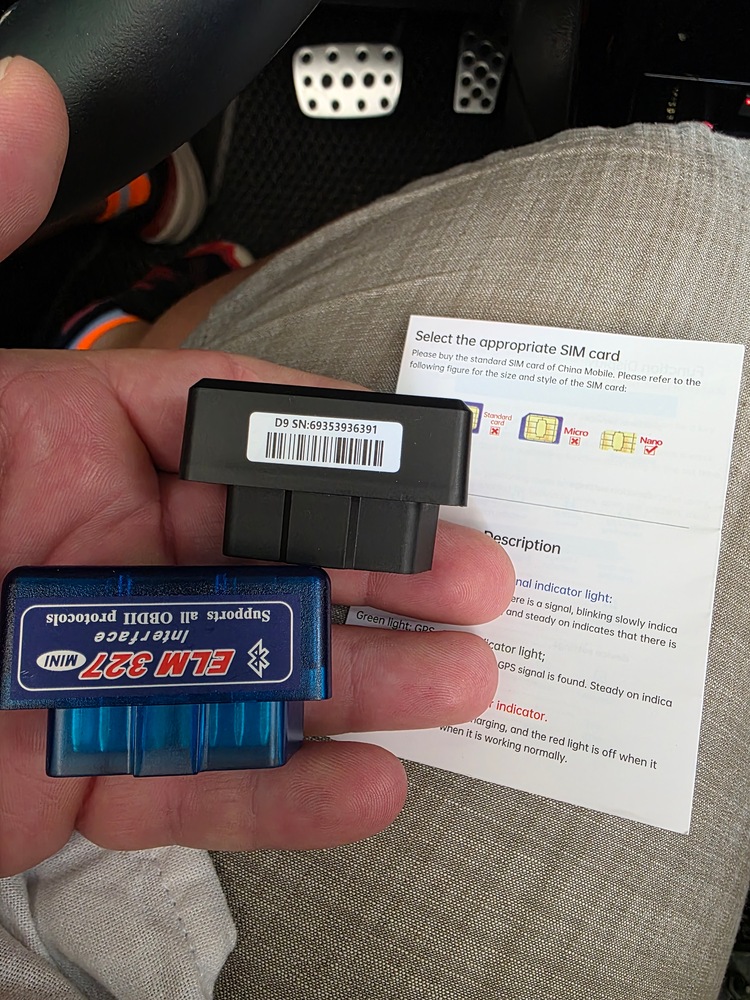 Select the appropriate SIM card
Please buy the standard SIM card of China Mobile. Please refer to the
following figure for the size and style of the SIM card:
Standard
card
Micro
Nano
D9 SN:69353936391
Description
nal indicator light:
ere is a signal, blinking slowly indica
and steady on indicates that there is
Green light: GPS
icator light;
GPS signal is found. Steady on indica
r indicator.
arging, and the red light is off when it
when it is working normally.
ELM 327
MINI
Interface
Supports all OBDII protocols